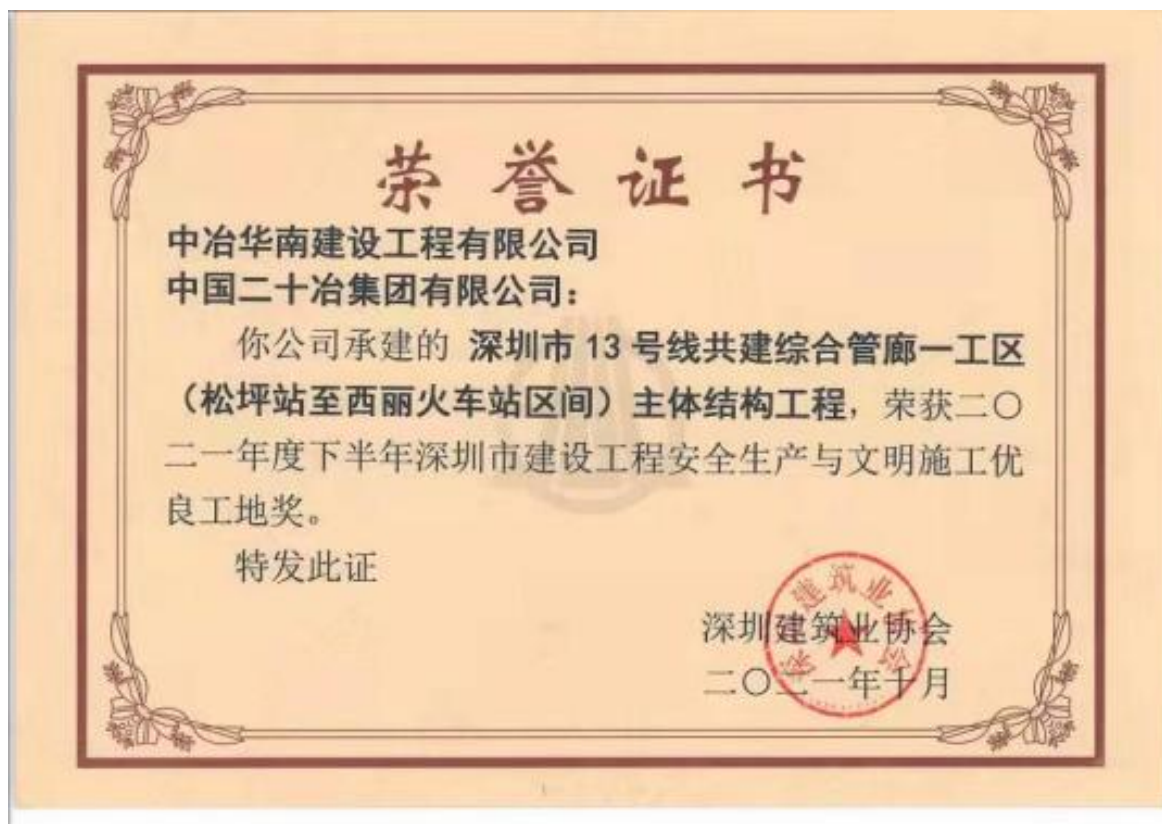 荣誉证书
中冶华南建设工程有限公司
中国二十冶集团有限公司：
你公司承建的 深圳市 13 号线共建综合管廊一工区
（松坪站至西丽火车站区间）主体结构工程，荣获二〇
二一年度下半年深圳市建设工程安全生产与文明施工优
良工地奖。
特发此证
深圳建筑业协会
二〇二一年十月